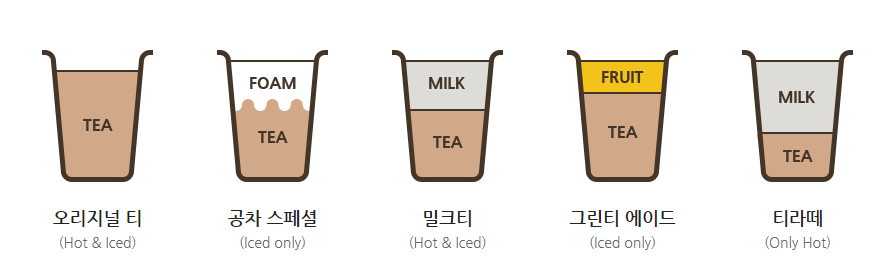 TEA
FOAM
TEA
MILK
TEA
FRUIT
TEA
MILK
TEA
오리지널 티
(Hot & Iced)
공차 스페셜
(Iced only)
밀크티
(Hot & Iced)
그린티 에이드
(Iced only)
티라떼
(Only Hot)